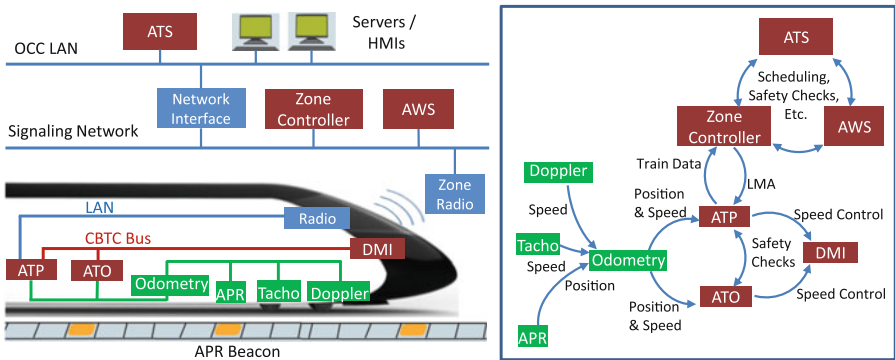 ATS
Servers /
HMIs
OCC LAN
Network
Interface
Zone
Controller
AWS
Signaling Network
Zone
Radio
LAN
Radio
CBTC Bus
DMI
ATP
ATO
Odometry
APR
Tacho
Doppler
APR Beacon
ATS
Scheduling,
Safety Checks,
Etc.
Zone
Controller
AWS
Train Data
LMA
Doppler
Position
& Speed
Speed
ATP
Speed Control
Tacho
Speed
Odometry
Safety
Checks
DMI
Position
Position
& Speed
ATO
Speed Control
APR